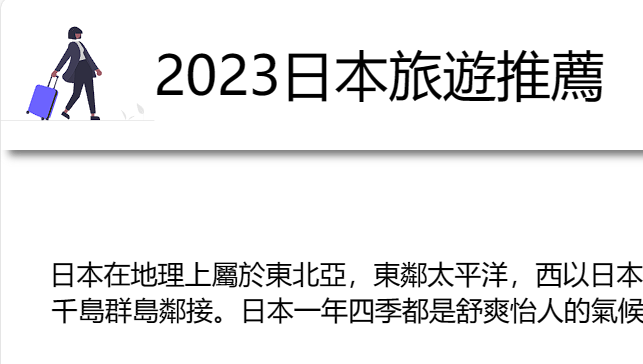 2023日本旅遊推薦
日本在地理上屬於東北亞，東鄰太平洋，西以日本
千島群島鄰接。日本一年四季都是舒爽怡人的氣候